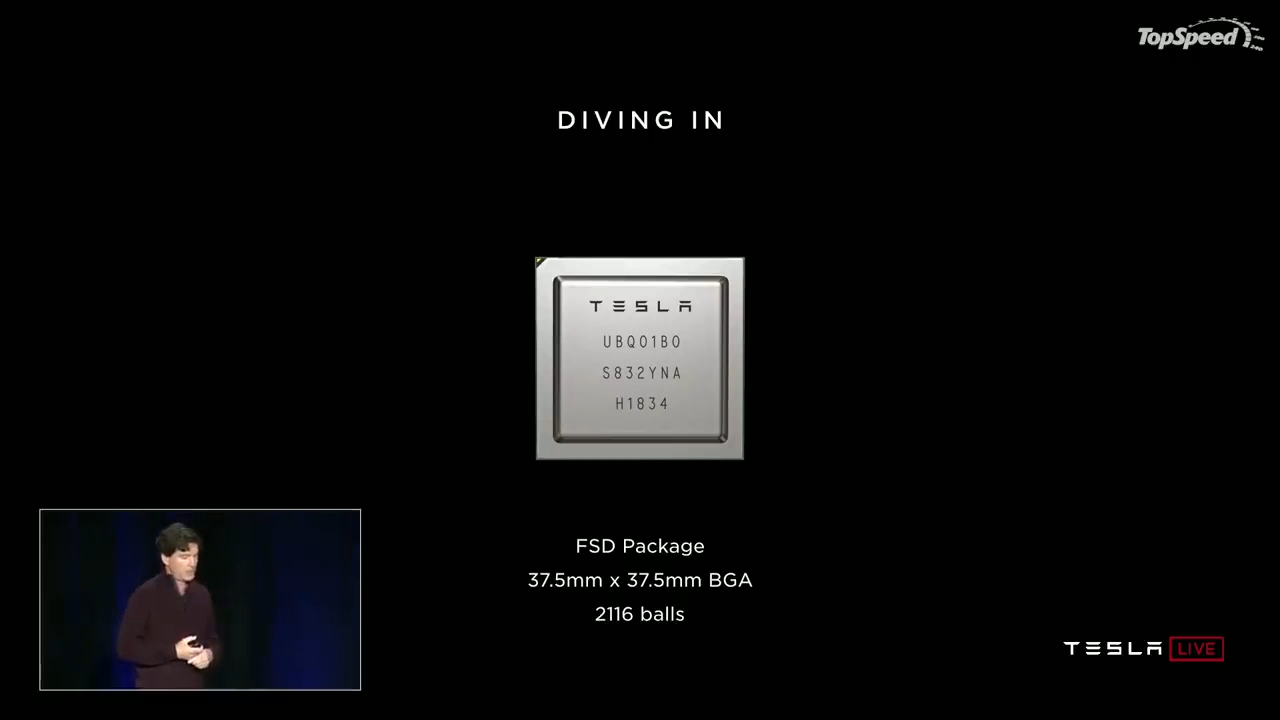 TopSpeed
DIVING IN
TESLA
UBQ01B0
S832YNA
H1834
FSD Package
37.5mm x 37.5mm BGA
2116 balls
TESLA LIVE